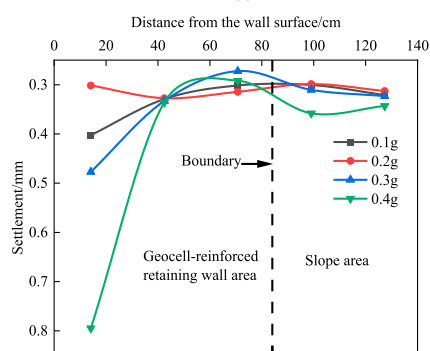 Distance from the wall surface/cm
0 20 40 60 80 100 120 140
0.3
0.4
0.5
0.6
0.7
0.8
Settlement/mm
0.1g
0.2g
0.3g
0.4g
Boundary
Geocell-reinforced
retaining wall area
Slope area